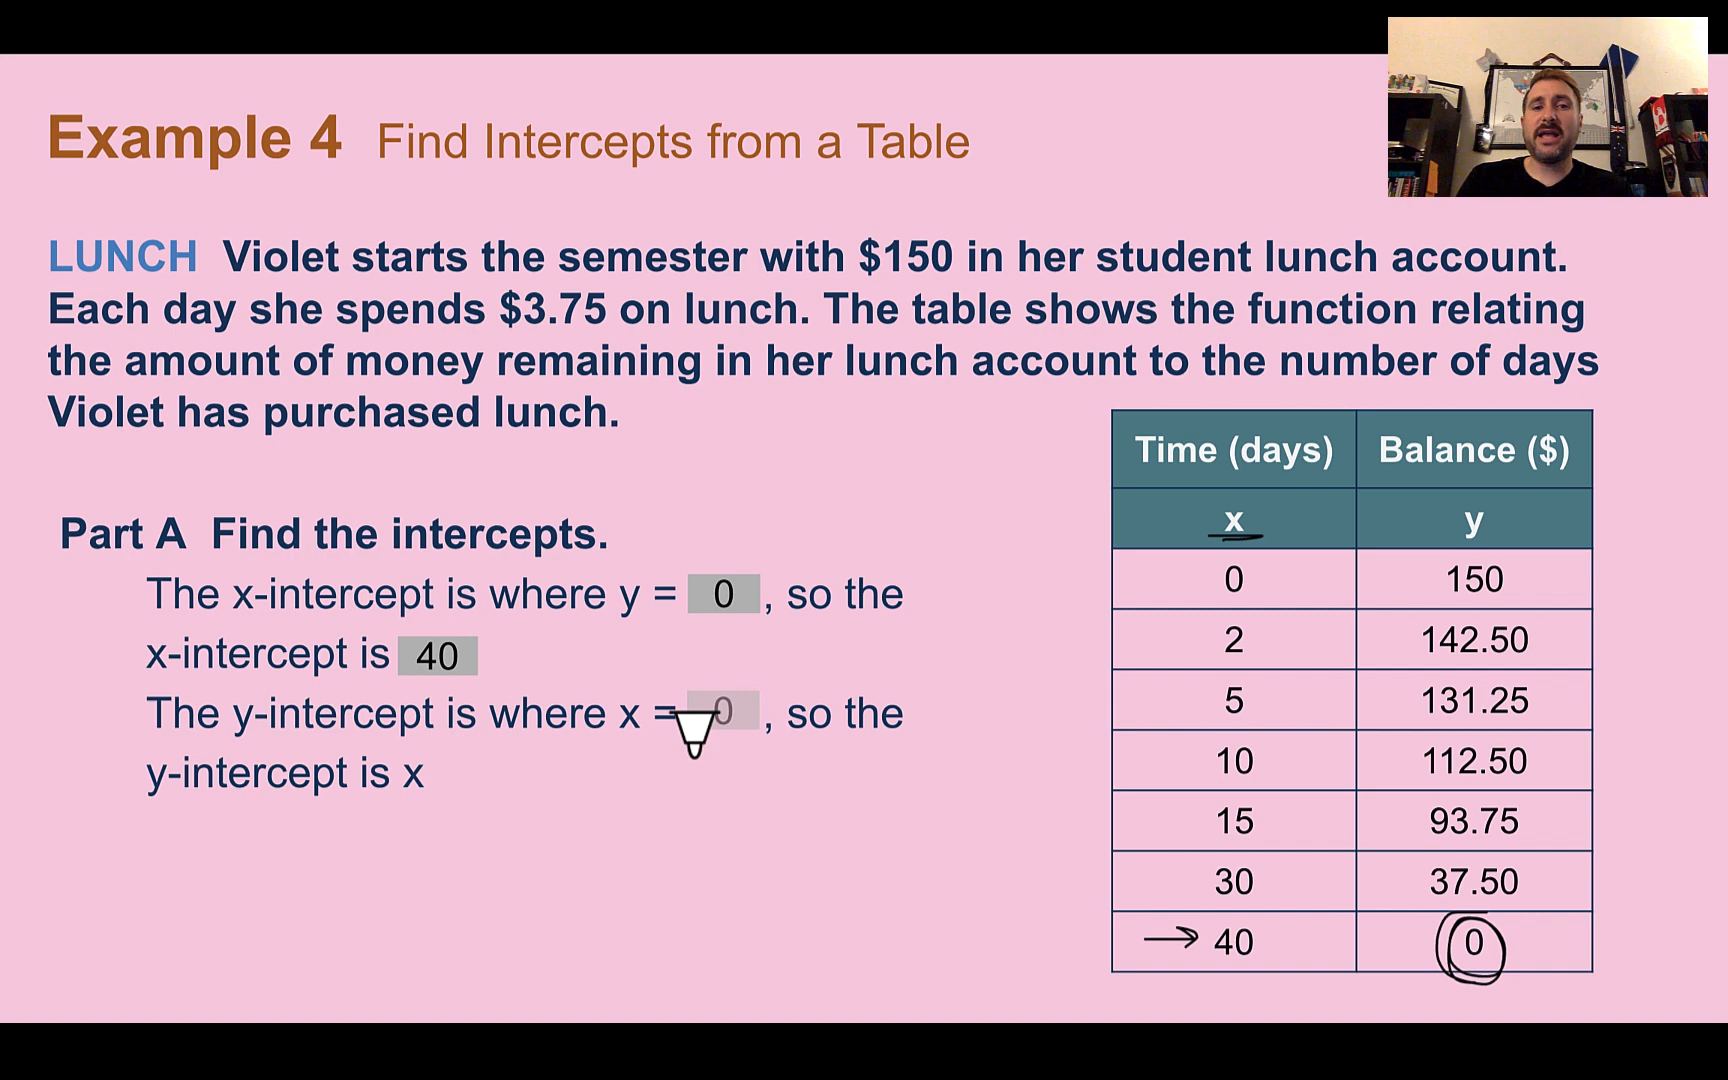 Example 4 Find Intercepts from a Table
LUNCH Violet starts the semester with $150 in her student lunch account.
Each day she spends $3.75 on lunch. The table shows the function relating
the amount of money remaining in her lunch account to the number of days
Violet has purchased lunch.
Part A Find the intercepts.
The x-intercept is where y = 0 , so the
x-intercept is 40
The y-intercept is where x = 0 , so the
y-intercept is x
Time (days) Balance ($)
x y
0 150
2 142.50
5 131.25
10 112.50
15 93.75
30 37.50
→ 40 0